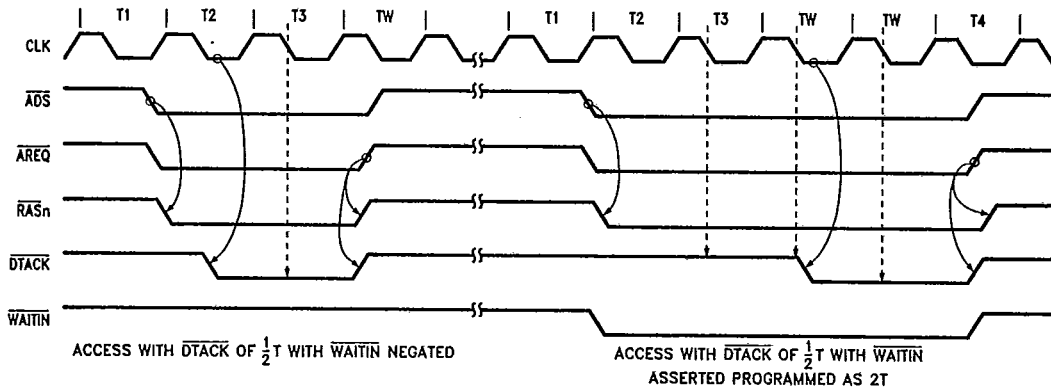 T1 T2 T3 TW T1 T2 T3 TW TW T4
CLK
ADS
AREQ
RASn
DTACK
WAITIN
ACCESS WITH DTACK OF 1/2 T WITH WAITIN NEGATED
ACCESS WITH DTACK OF 1/2 T WITH WAITIN
ASSERTED PROGRAMMED AS 2T